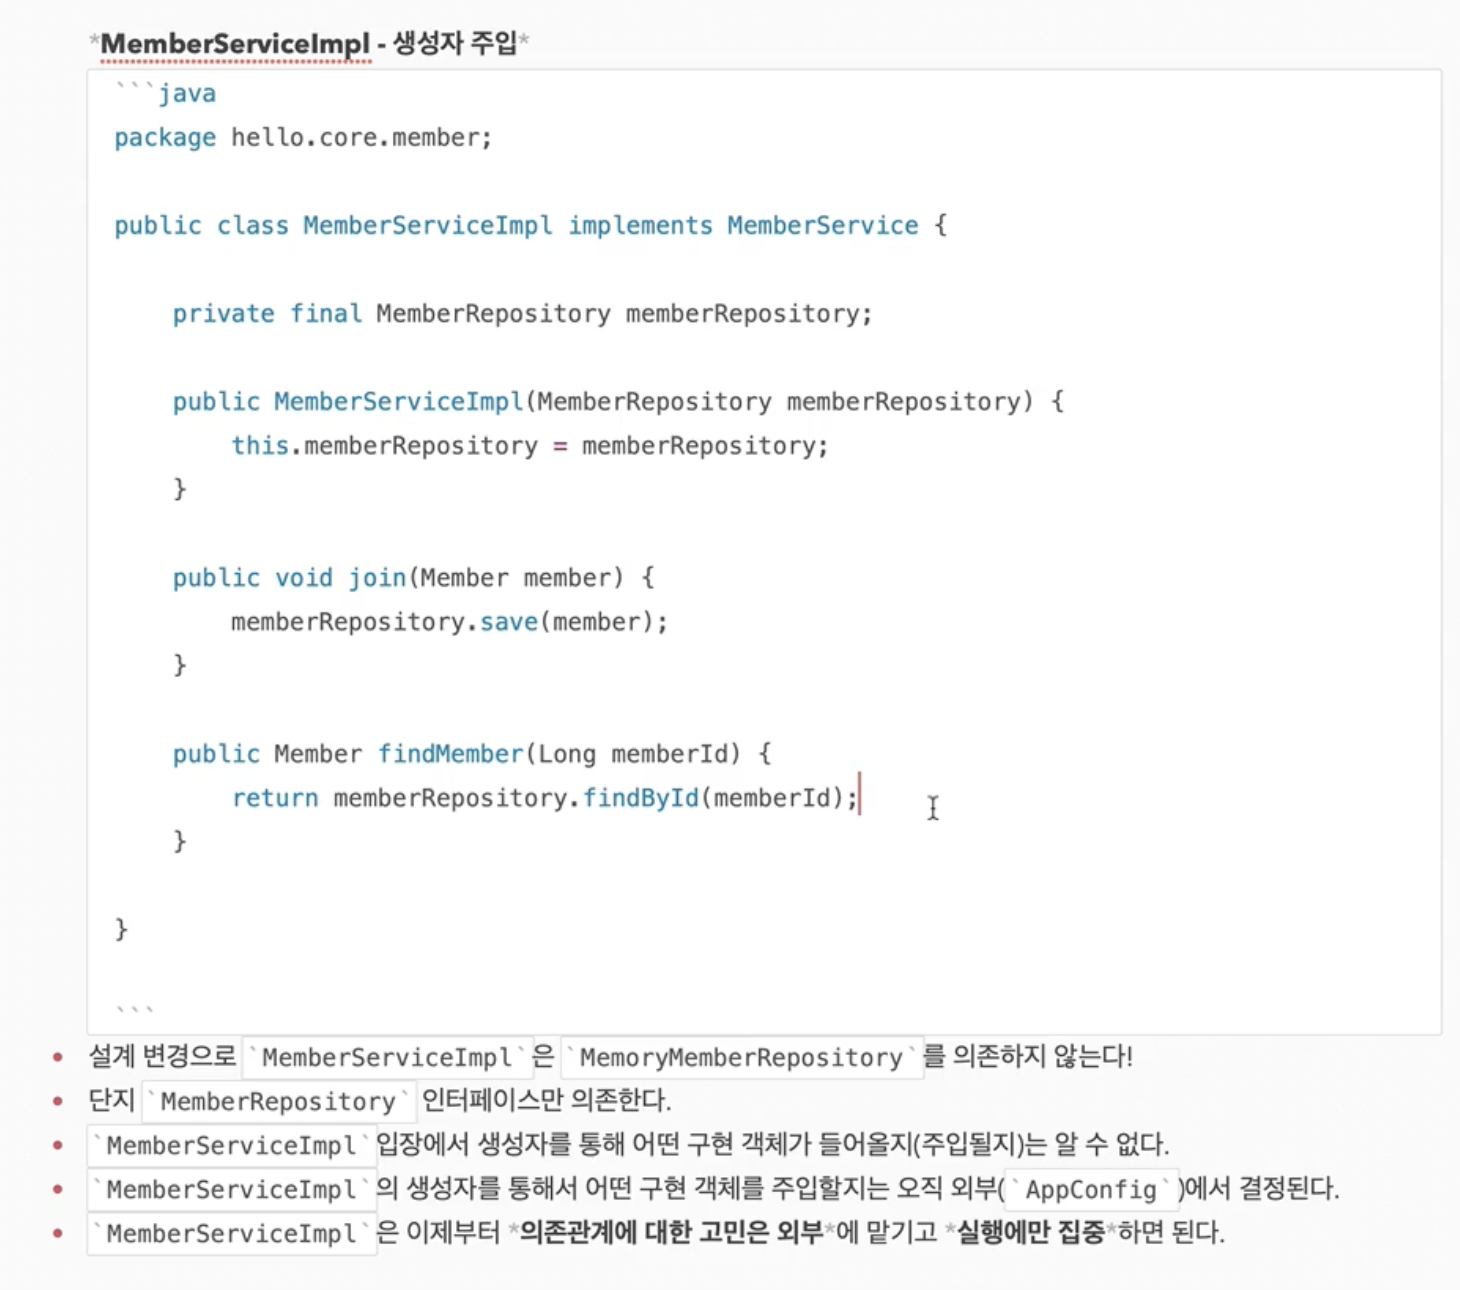 *MemberServiceImpl - 생성자 주입*
```java
package hello.core.member;
public class MemberServiceImpl implements MemberService {
    private final MemberRepository memberRepository;
    public MemberServiceImpl(MemberRepository memberRepository) {
        this.memberRepository = memberRepository;
    }
    public void join(Member member) {
        memberRepository.save(member);
    }
    public Member findMember(Long memberId) {
        return memberRepository.findById(memberId);
    }
}
```
• 설계 변경으로 `MemberServiceImpl`은 `MemoryMemberRepository`를 의존하지 않는다!
• 단지 `MemberRepository` 인터페이스만 의존한다.
• `MemberServiceImpl`입장에서 생성자를 통해 어떤 구현 객체가 들어올지(주입될지)는 알 수 없다.
• `MemberServiceImpl`의 생성자를 통해서 어떤 구현 객체를 주입할지는 오직 외부(`AppConfig`)에서 결정된다.
• `MemberServiceImpl`은 이제부터 *의존관계에 대한 고민은 외부*에 맡기고 *실행에만 집중*하면 된다.